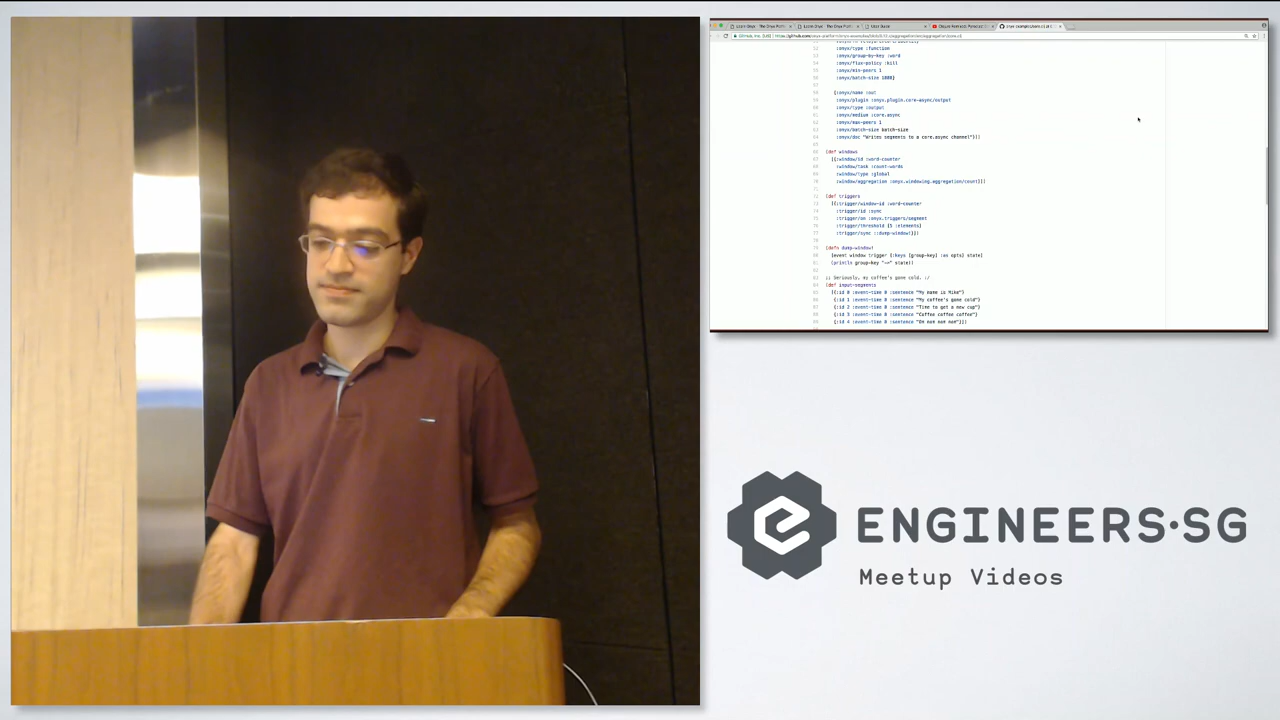 :onyx/type :function
:onyx/group-by-key :word
:onyx/flux-policy :kill
:onyx/min-peers 1
:onyx/batch-size 1000}
{:onyx/name :out
:onyx/plugin :onyx.plugin.core-async/output
:onyx/type :output
:onyx/medium :core.async
:onyx/max-peers 1
:onyx/batch-size batch-size
:onyx/doc "Writes segments to a core.async channel"}])
(def windows
[{:window/id :word-counter
:window/task :count-words
:window/type :global
:window/aggregation :onyx.windowing.aggregation/count}])
(def triggers
[{:trigger/window-id :word-counter
:trigger/id :sync
:trigger/on :onyx.triggers/segment
:trigger/threshold [5 :elements]
:trigger/sync ::dump-window!}])
(defn dump-window!
[event window trigger {:keys [group-key] :as opts} state]
(println group-key "->" state))
;; Seriously, my coffee's gone cold. :/
(def input-segments
[{:id 0 :event-time 0 :sentence "My name is Mike"}
{:id 1 :event-time 0 :sentence "My coffee's gone cold"}
{:id 2 :event-time 0 :sentence "Time to get a new cup"}
{:id 3 :event-time 0 :sentence "Coffee coffee coffee"}
{:id 4 :event-time 0 :sentence "Om nom nom nom"}])
ENGINEERS·SG
Meetup Videos